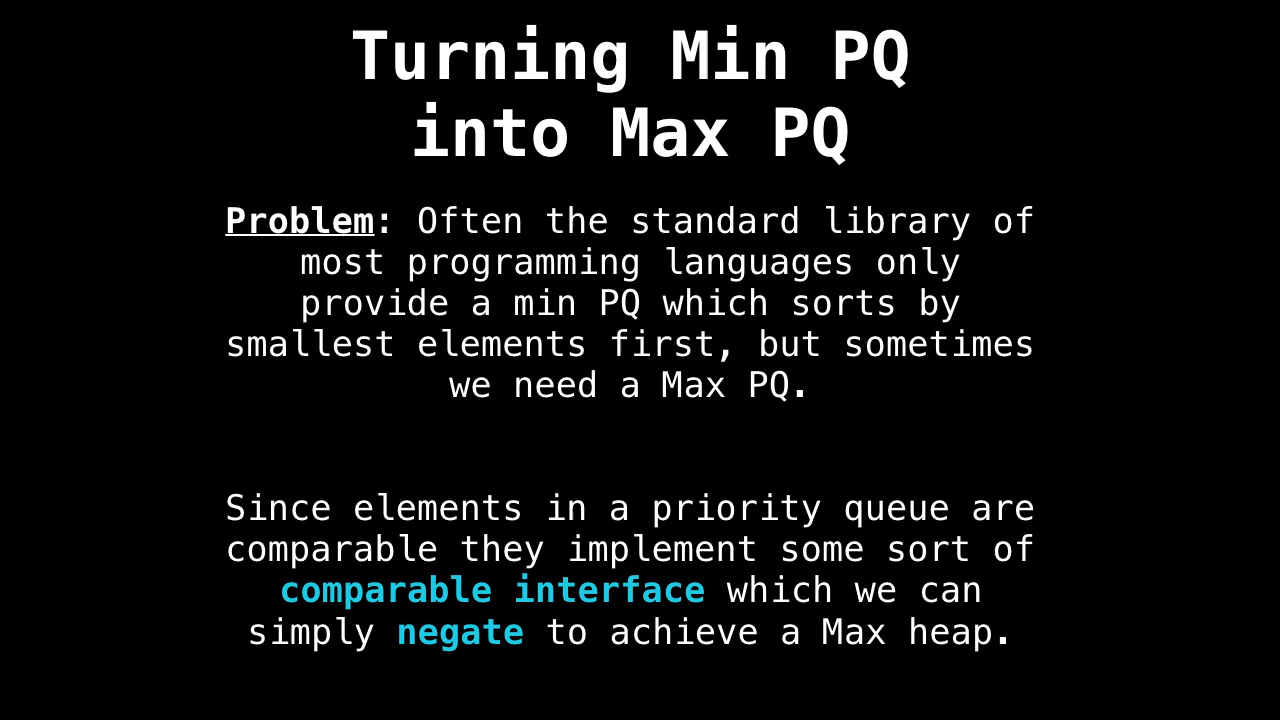 Turning Min PQ
into Max PQ
Problem: Often the standard library of
most programming languages only
provide a min PQ which sorts by
smallest elements first, but sometimes
we need a Max PQ.
Since elements in a priority queue are
comparable they implement some sort of
comparable interface which we can
simply negate to achieve a Max heap.